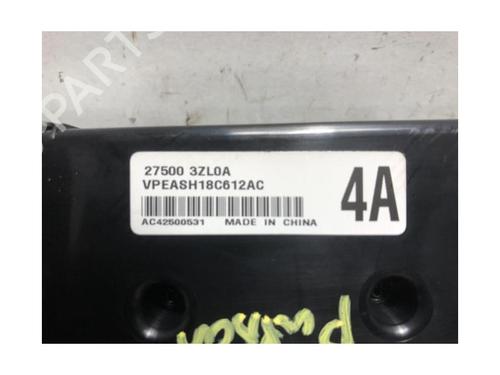 27500 3ZL0A
VPEASH18C612AC
4A
AC42500531 MADE IN CHINA